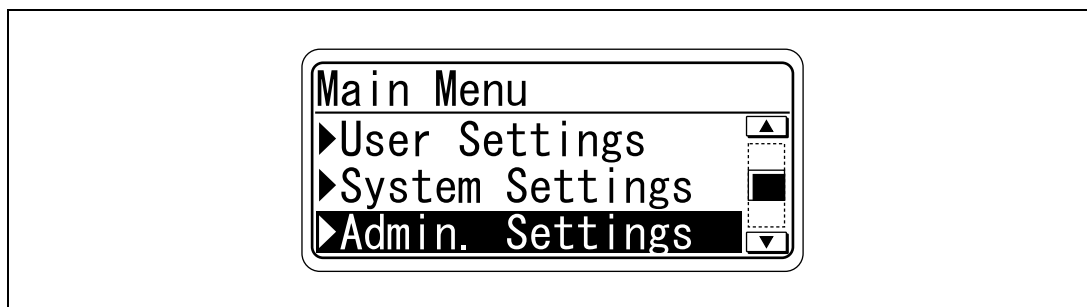 Main Menu
▶User Settings
▶System Settings
▶Admin. Settings